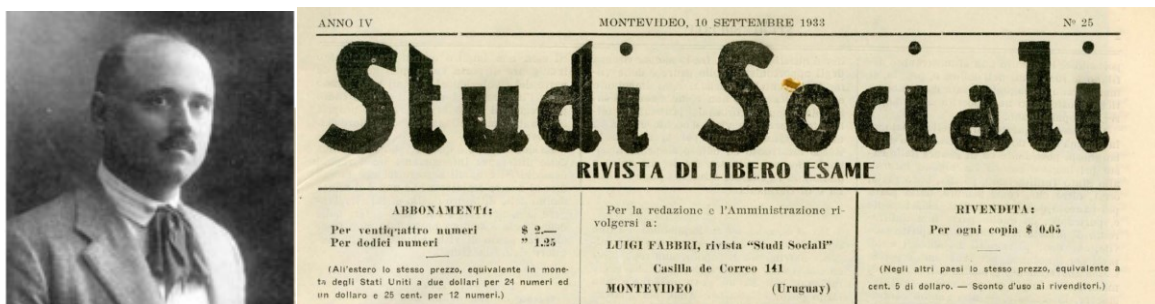 ANNO IV MONTEVIDEO, 10 SETTEMBRE 1933 Nº 25
Studi Sociali
RIVISTA DI LIBERO ESAME
ABBONAMENTI:
Per ventiquattro numeri $ 2.—
Per dodici numeri " 1.25
(All'estero lo stesso prezzo, equivalente in mone-
ta degli Stati Uniti a due dollari per 24 numeri ed
un dollaro e 25 cent. per 12 numeri.)
Per la redazione e l'Amministrazione ri-
volgersi a:
LUIGI FABBRI, rivista "Studi Sociali"
Casilla de Correo 141
MONTEVIDEO (Uruguay)
RIVENDITA:
Per ogni copia $ 0.05
(Negli altri paesi lo stesso prezzo, equivalente a
cent. 5 di dollaro. — Sconto d'uso ai rivenditori.)